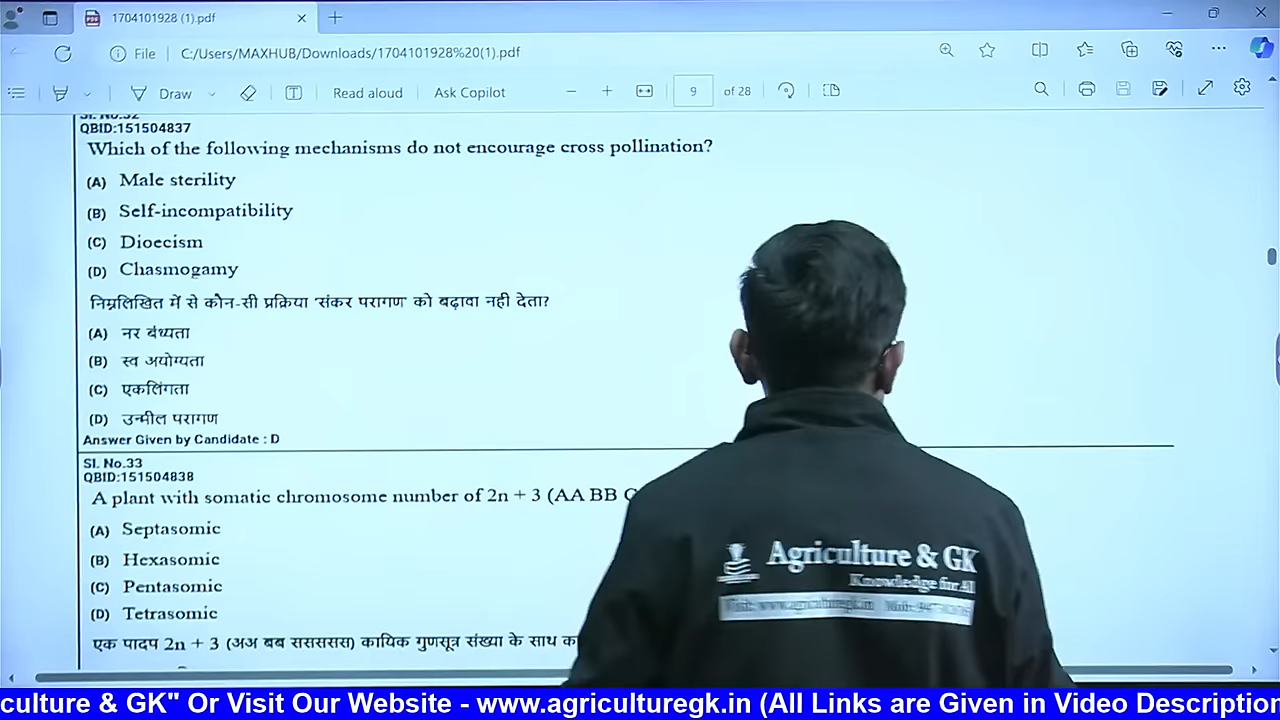 1704101928 (1).pdf
File
C:/Users/MAXHUB/Downloads/1704101928%20(1).pdf
Draw
Read aloud
Ask Copilot
9
of 28
Sl. No.32
QBID:151504837
Which of the following mechanisms do not encourage cross pollination?
(A) Male sterility
(B) Self-incompatibility
(C) Dioecism
(D) Chasmogamy
निम्नलिखित में से कौन-सी प्रक्रिया 'संकर परागण' को बढ़ावा नही देता?
(A) नर बंध्यता
(B) स्व अयोग्यता
(C) एकलिंगता
(D) उन्मील परागण
Answer Given by Candidate : D
Sl. No.33
QBID:151504838
A plant with somatic chromosome number of 2n + 3 (AA BB C
(A) Septasomic
(B) Hexasomic
(C) Pentasomic
(D) Tetrasomic
एक पादप 2n + 3 (अअ बब सससससस) कायिक गुणसूत्र संख्या के साथ क
Agriculture & GK
Knowledge for All
culture & GK" Or Visit Our Website - www.agriculturegk.in (All Links are Given in Video Description